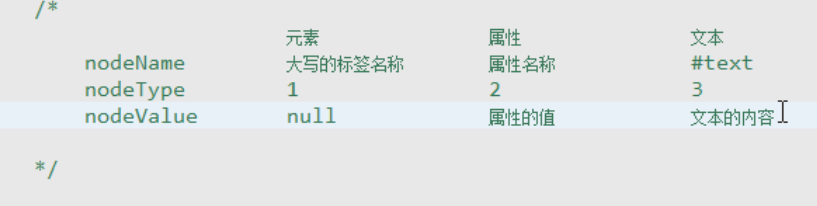 /*
元素 属性 文本
nodeName 大写的标签名称 属性名称 #text
nodeType 1 2 3
nodeValue null 属性的值 文本的内容
*/